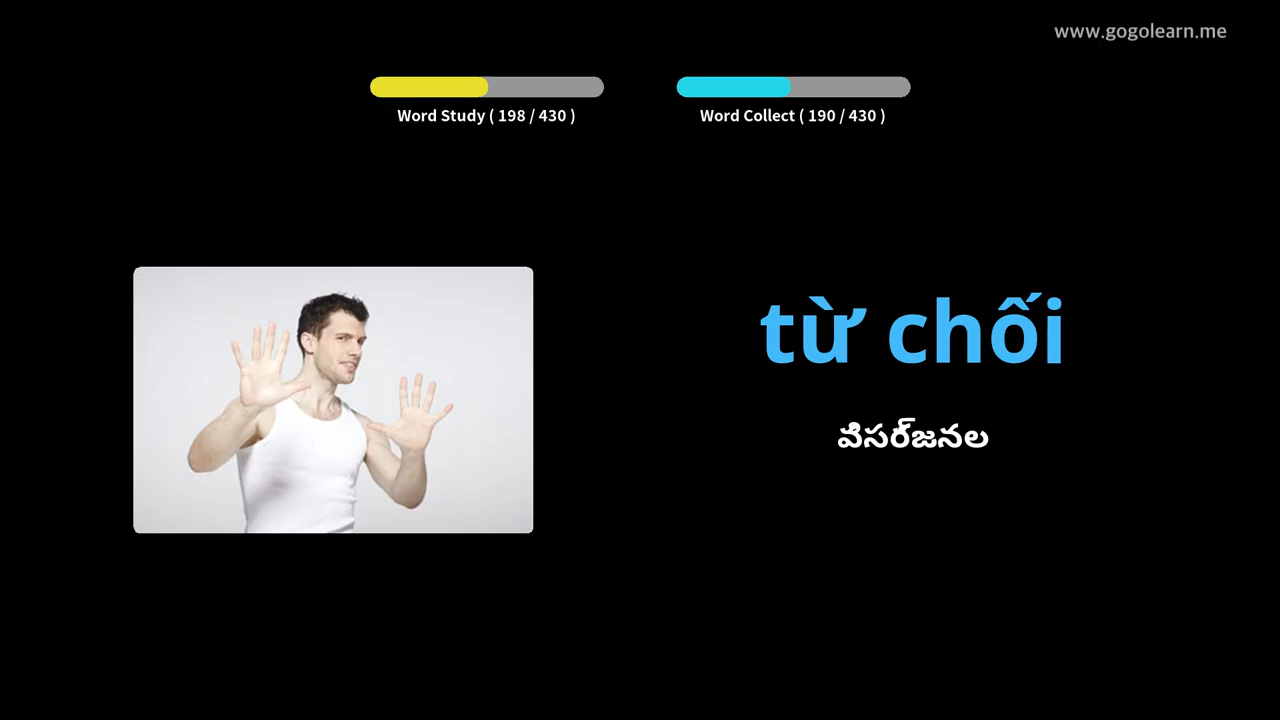 www.gogolearn.me
Word Study ( 198 / 430 )
Word Collect ( 190 / 430 )
từ chối
విసర్జనల